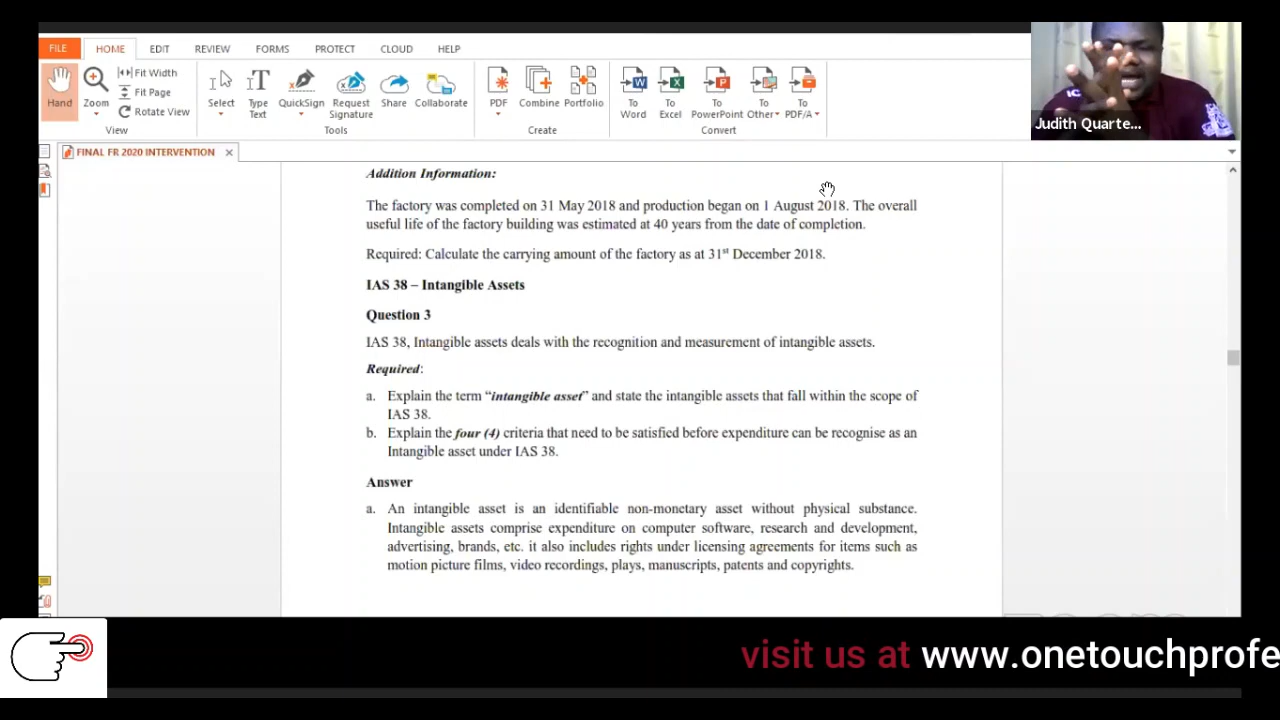 FILE HOME EDIT REVIEW FORMS PROTECT CLOUD HELP
Hand
Zoom
Fit Width
Fit Page
Rotate View
View
Select
Type Text
QuickSign
Request Signature
Share
Collaborate
Tools
PDF
Combine
Portfolio
Create
To Word
To Excel
To PowerPoint
To Other
To PDF/A
Convert
Judith Quarte...
FINAL FR 2020 INTERVENTION
Addition Information:
The factory was completed on 31 May 2018 and production began on 1 August 2018. The overall
useful life of the factory building was estimated at 40 years from the date of completion.
Required: Calculate the carrying amount of the factory as at 31st December 2018.
IAS 38 – Intangible Assets
Question 3
IAS 38, Intangible assets deals with the recognition and measurement of intangible assets.
Required:
a. Explain the term “intangible asset” and state the intangible assets that fall within the scope of
IAS 38.
b. Explain the four (4) criteria that need to be satisfied before expenditure can be recognise as an
Intangible asset under IAS 38.
Answer
a. An intangible asset is an identifiable non-monetary asset without physical substance.
Intangible assets comprise expenditure on computer software, research and development,
advertising, brands, etc. it also includes rights under licensing agreements for items such as
motion picture films, video recordings, plays, manuscripts, patents and copyrights.
visit us at www.onetouchprofe